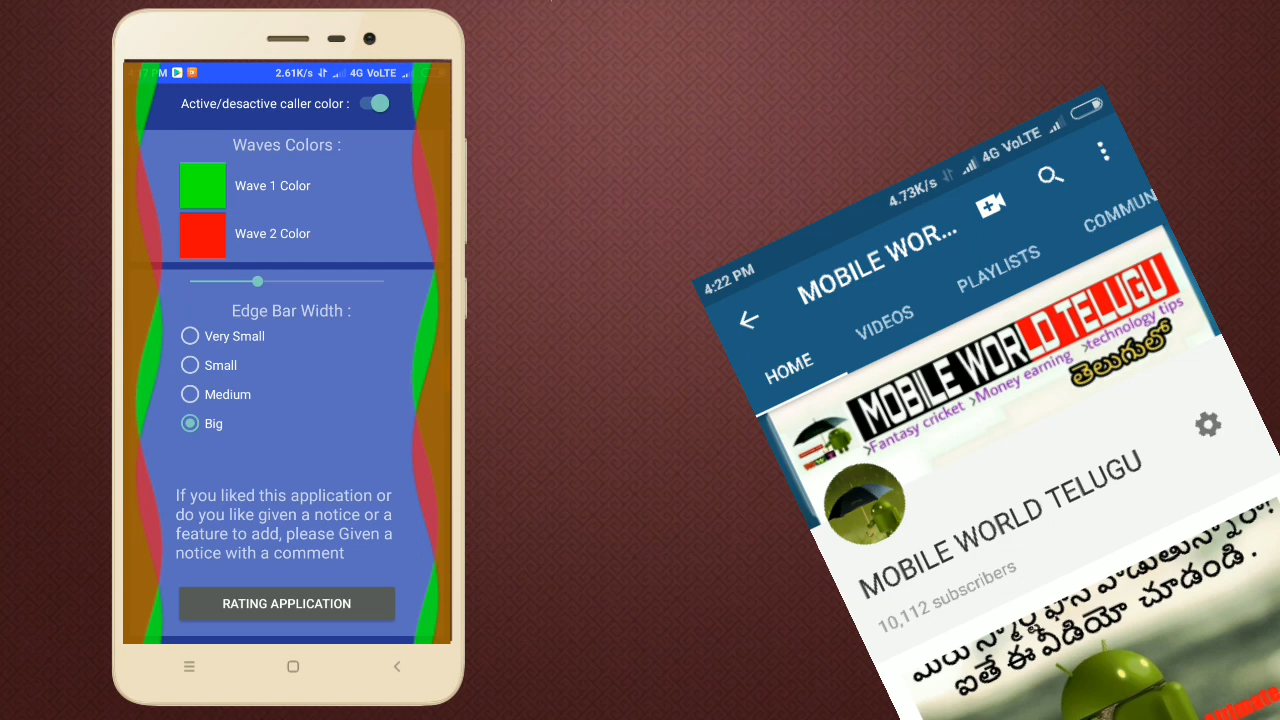 PM
2.61K/s 4G VoLTE
Active/desactive caller color :
Waves Colors :
Wave 1 Color
Wave 2 Color
Edge Bar Width :
Very Small
Small
Medium
Big
If you liked this application or
do you like given a notice or a
feature to add, please Given a
notice with a comment
RATING APPLICATION
4:22 PM 4.73K/s 4G VoLTE
MOBILE WOR...
HOME VIDEOS PLAYLISTS COMMUN
MOBILE WORLD TELUGU
>Fantasy cricket >Money earning >technology tips
తెలుగులో
MOBILE WORLD TELUGU
10,112 subscribers
మీరు స్మార్ట్ ఫోన్ వాడుతున్నారా!
ఐతే ఈ వీడియో చూడండి.
Ultimate